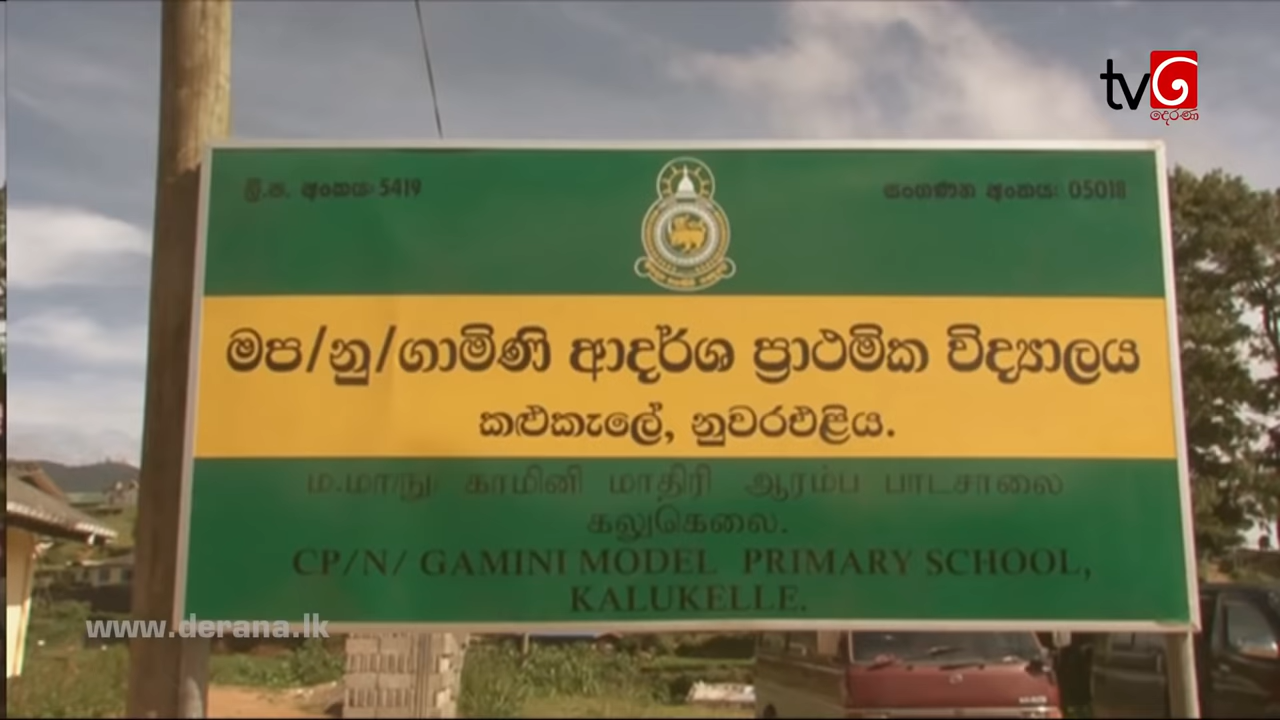 tv
දෙරණ
ශ්‍රී.ප. අංකය: 5419
සංගණන අංකය: 05018
මප/නු/ගාමිණි ආදර්ශ ප්‍රාථමික විද්‍යාලය
කළුකැලේ, නුවරඑළිය.
ம.மா/நு காமினி மாதிரி ஆரம்ப பாடசாலை
கலுகெலை.
CP/N/ GAMINI MODEL PRIMARY SCHOOL,
KALUKELLE.
www.derana.lk